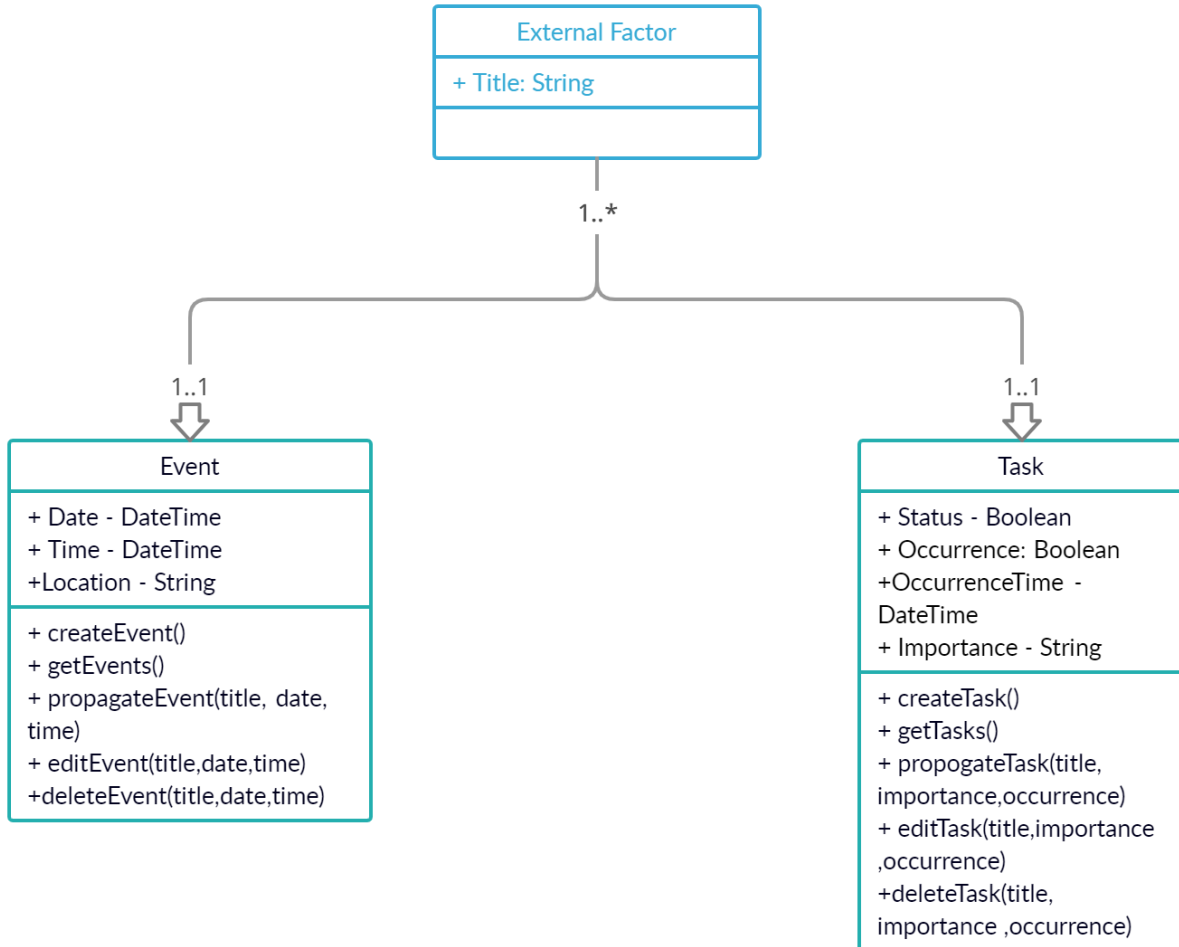 External Factor
+ Title: String
1..*
1..1
1..1
Event
+ Date - DateTime
+ Time - DateTime
+Location - String
+ createEvent()
+ getEvents()
+ propagateEvent(title, date,
time)
+ editEvent(title,date,time)
+deleteEvent(title,date,time)
Task
+ Status - Boolean
+ Occurrence: Boolean
+OccurrenceTime -
DateTime
+ Importance - String
+ createTask()
+ getTasks()
+ propogateTask(title,
importance,occurrence)
+ editTask(title,importance
,occurrence)
+deleteTask(title,
importance ,occurrence)